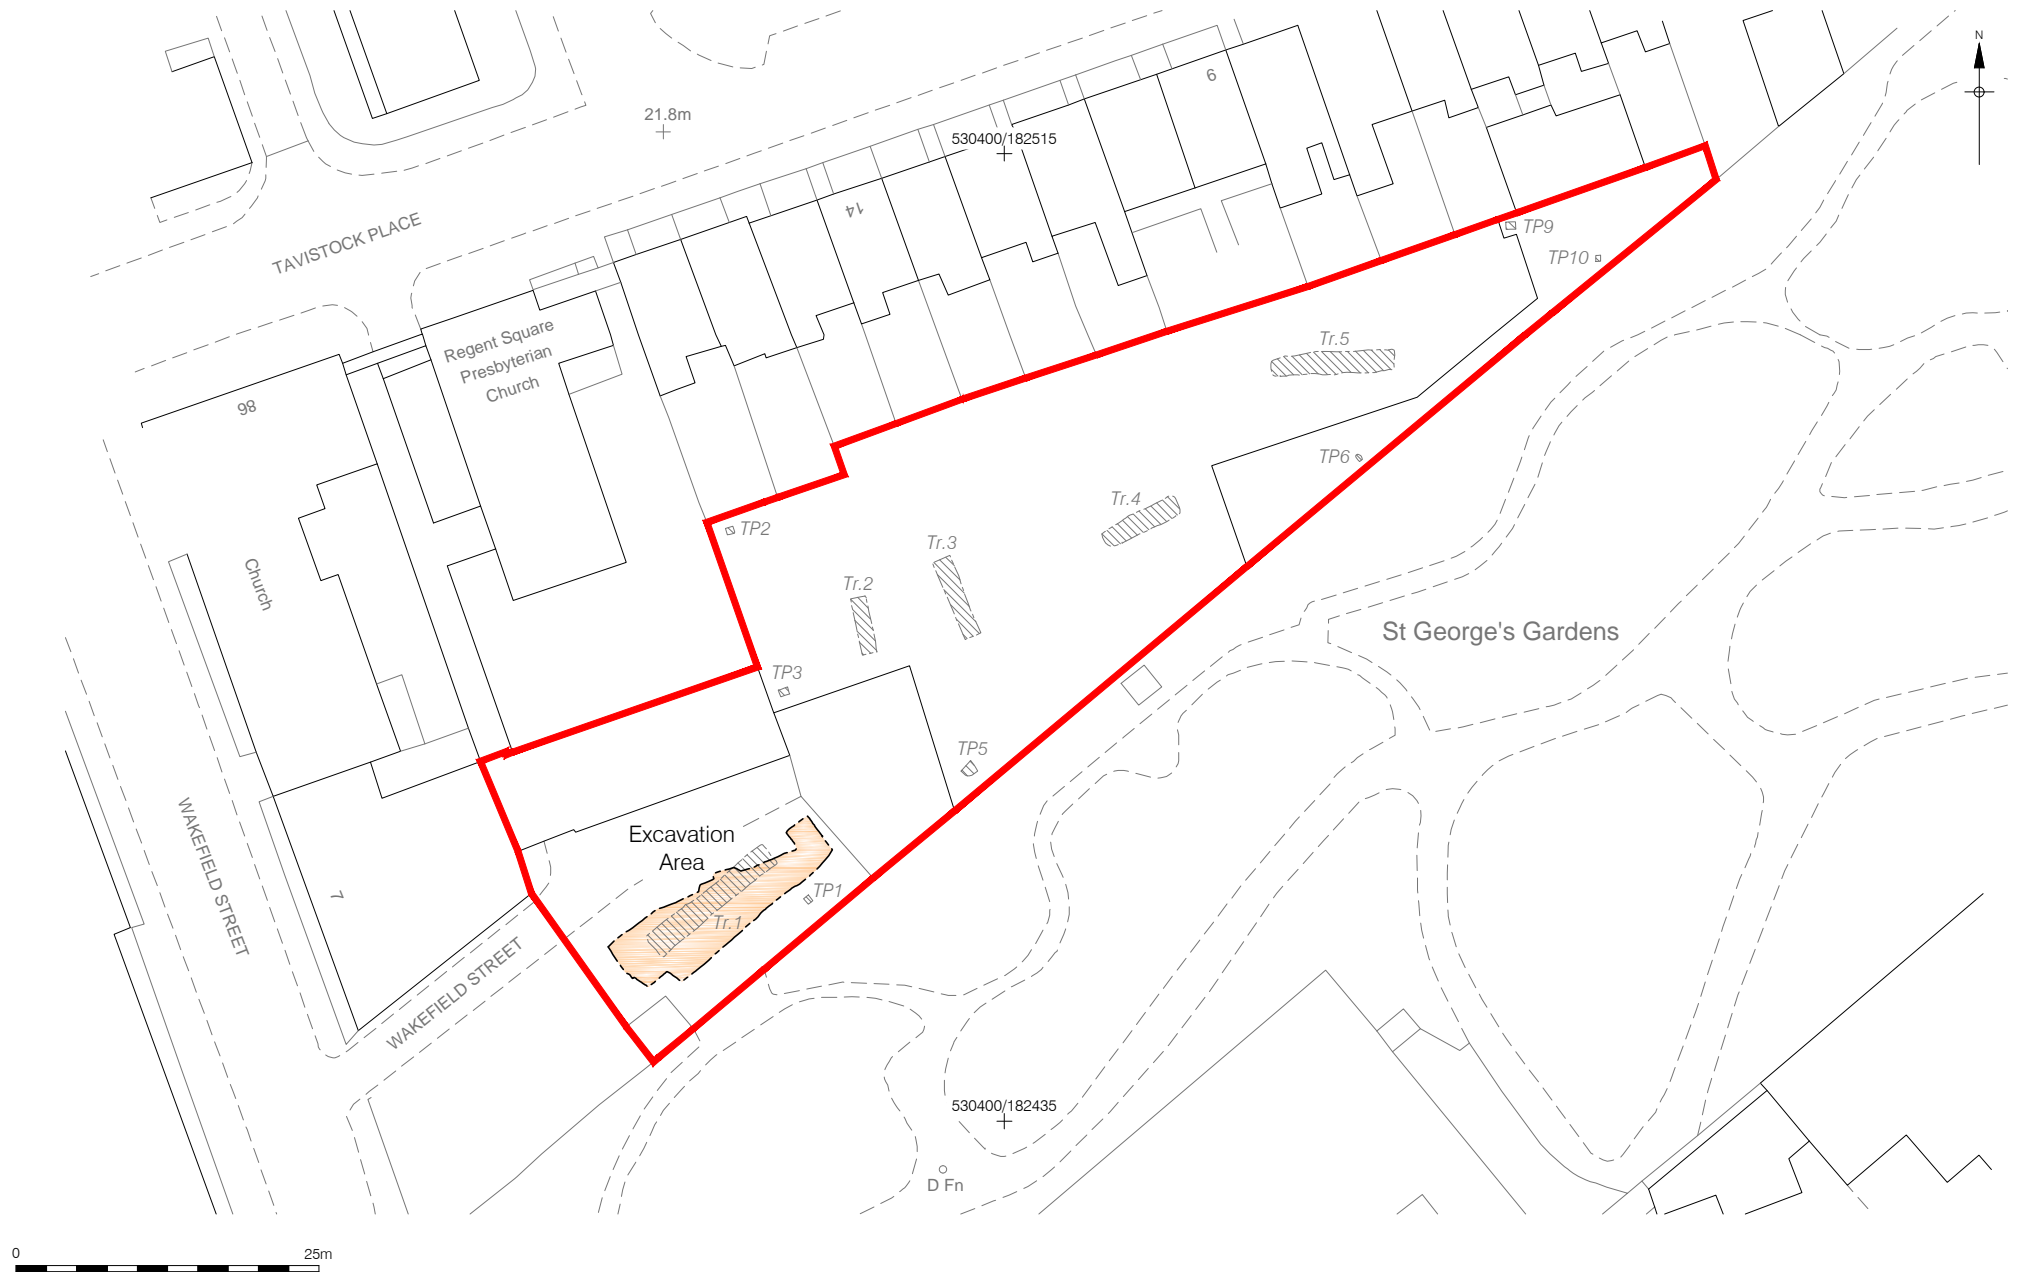 N
9
21.8m
530400/182515
14
TAVISTOCK PLACE
TP9
TP10
Regent Square
Presbyterian
Church
Tr.5
86
TP6
Tr.4
TP2
Tr.3
Church
Tr.2
St George's Gardens
TP3
TP5
WAKEFIELD STREET
Excavation
Area
7
TP1
Tr.1
WAKEFIELD STREET
530400/182435
D Fn
0 25m